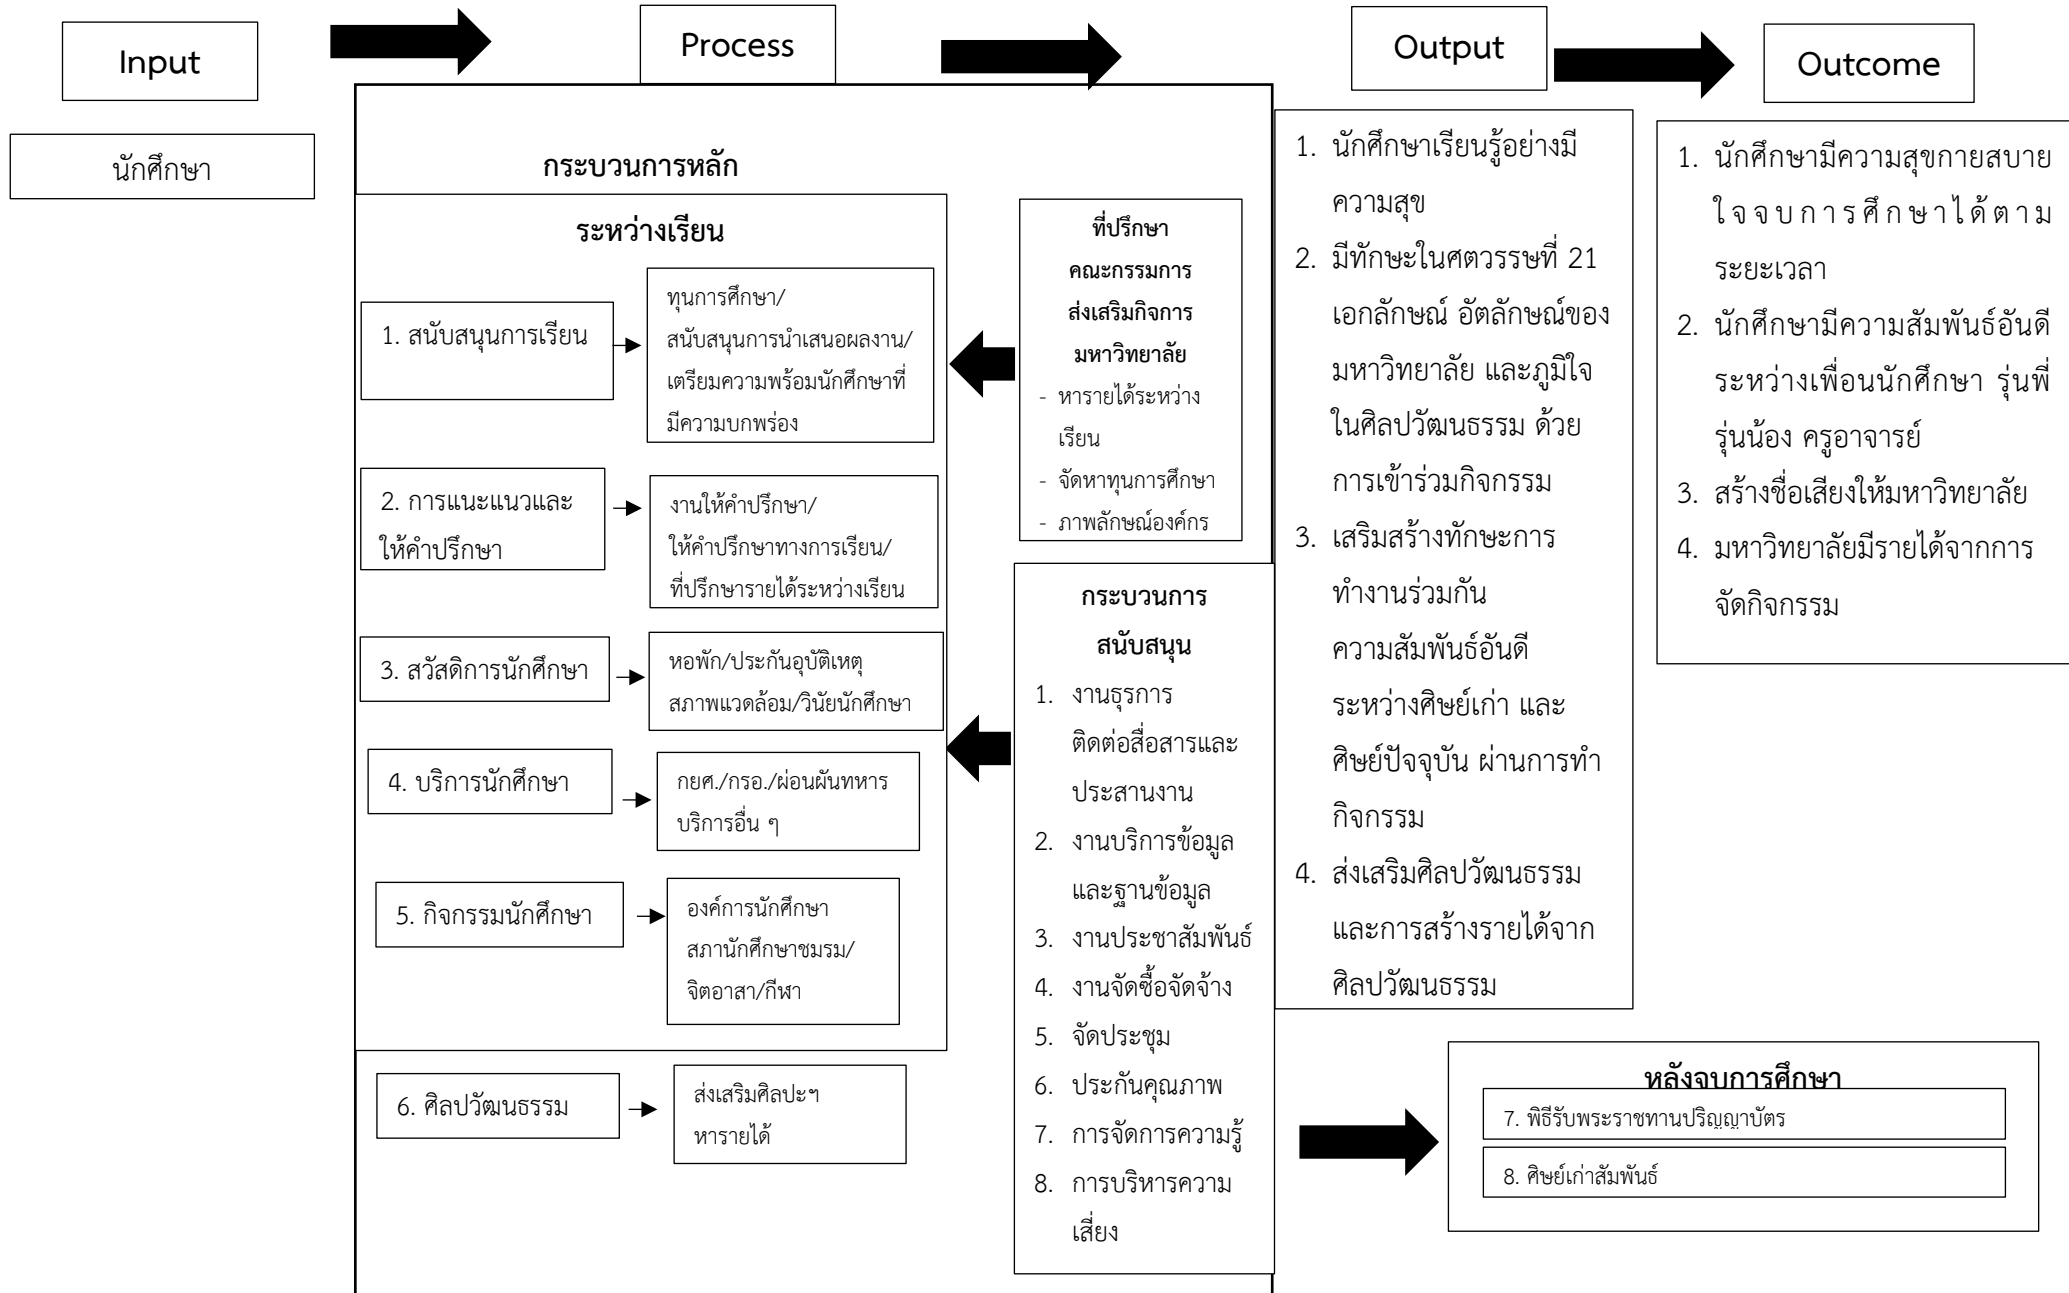 Input
Process
Output
Outcome
นักศึกษา
กระบวนการหลัก
ระหว่างเรียน
1. สนับสนุนการเรียน
ทุนการศึกษา/
สนับสนุนการนำเสนอผลงาน/
เตรียมความพร้อมนักศึกษาที่
มีความบกพร่อง
2. การแนะแนวและ
ให้คำปรึกษา
งานให้คำปรึกษา/
ให้คำปรึกษาทางการเรียน/
ที่ปรึกษารายได้ระหว่างเรียน
3. สวัสดิการนักศึกษา
หอพัก/ประกันอุบัติเหตุ
สภาพแวดล้อม/วินัยนักศึกษา
4. บริการนักศึกษา
กยศ./กรอ./ผ่อนผันทหาร
บริการอื่น ๆ
5. กิจกรรมนักศึกษา
องค์การนักศึกษา
สภานักศึกษาชมรม/
จิตอาสา/กีฬา
6. ศิลปวัฒนธรรม
ส่งเสริมศิลปะฯ
หารายได้
ที่ปรึกษา
คณะกรรมการ
ส่งเสริมกิจการ
มหาวิทยาลัย
- หารายได้ระหว่าง
เรียน
- จัดหาทุนการศึกษา
- ภาพลักษณ์องค์กร
กระบวนการ
สนับสนุน
1. งานธุรการ
ติดต่อสื่อสารและ
ประสานงาน
2. งานบริการข้อมูล
และฐานข้อมูล
3. งานประชาสัมพันธ์
4. งานจัดซื้อจัดจ้าง
5. จัดประชุม
6. ประกันคุณภาพ
7. การจัดการความรู้
8. การบริหารความ
เสี่ยง
1. นักศึกษาเรียนรู้อย่างมี
ความสุข
2. มีทักษะในศตวรรษที่ 21
เอกลักษณ์ อัตลักษณ์ของ
มหาวิทยาลัย และภูมิใจ
ในศิลปวัฒนธรรม ด้วย
การเข้าร่วมกิจกรรม
3. เสริมสร้างทักษะการ
ทำงานร่วมกัน
ความสัมพันธ์อันดี
ระหว่างศิษย์เก่า และ
ศิษย์ปัจจุบัน ผ่านการทำ
กิจกรรม
4. ส่งเสริมศิลปวัฒนธรรม
และการสร้างรายได้จาก
ศิลปวัฒนธรรม
1. นักศึกษามีความสุขกายสบาย
ใจจบการศึกษาได้ตาม
ระยะเวลา
2. นักศึกษามีความสัมพันธ์อันดี
ระหว่างเพื่อนนักศึกษา รุ่นพี่
รุ่นน้อง ครูอาจารย์
3. สร้างชื่อเสียงให้มหาวิทยาลัย
4. มหาวิทยาลัยมีรายได้จากการ
จัดกิจกรรม
หลังจบการศึกษา
7. พิธีรับพระราชทานปริญญาบัตร
8. ศิษย์เก่าสัมพันธ์